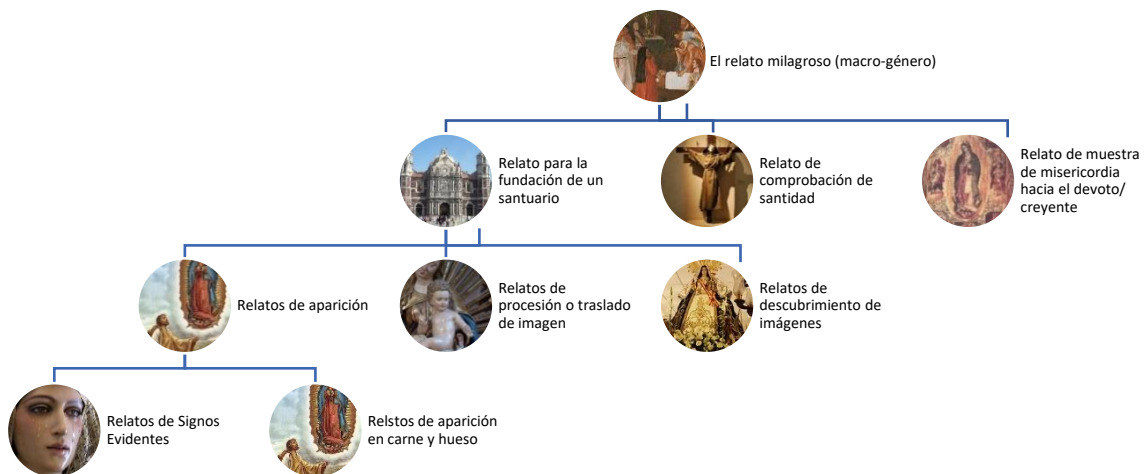 El relato milagroso (macro-género)
Relato para la
fundación de un
santuario
Relato de
comprobación de
santidad
Relato de muestra
de misericordia
hacia el devoto/
creyente
Relatos de aparición
Relatos de
procesión o traslado
de imagen
Relatos de
descubrimiento de
imágenes
Relatos de Signos
Evidentes
Relstos de aparición
en carne y hueso